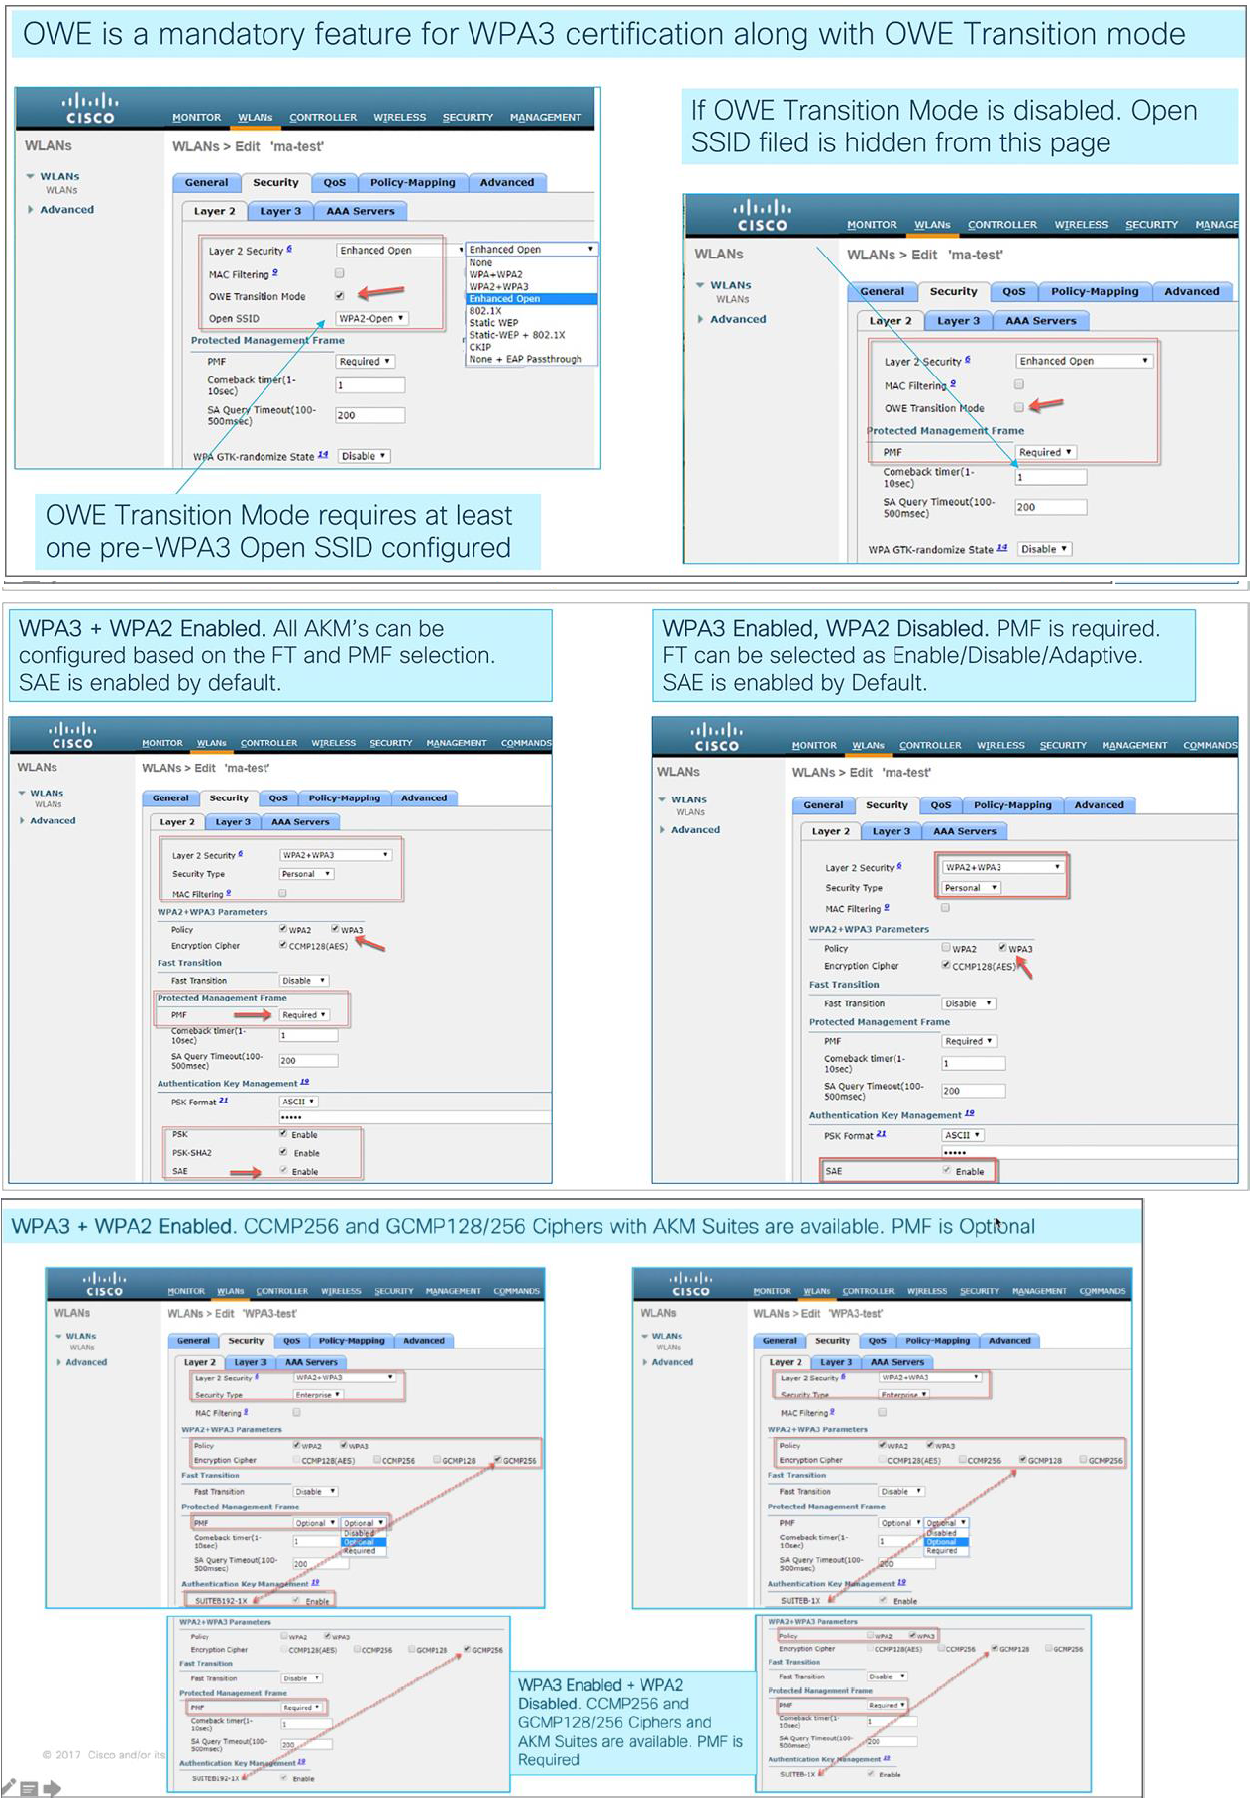 OWE is a mandatory feature for WPA3 certification along with OWE Transition mode
CISCO
MONITOR WLANs CONTROLLER WIRELESS SECURITY MANAGEMENT
WLANs
WLANs > Edit 'ma-test'
WLANs
WLANs
Advanced
General Security QoS Policy-Mapping Advanced
Layer 2 Layer 3 AAA Servers
Layer 2 Security 6 Enhanced Open
MAC Filtering 9
OWE Transition Mode
Open SSID WPA2-Open
Enhanced Open
None
WPA+WPA2
WPA2+WPA3
Enhanced Open
802.1X
Static WEP
Static-WEP + 802.1X
CKIP
None + EAP Passthrough
Protected Management Frame
PMF Required
Comeback timer(1-
10sec) 1
SA Query Timeout(100-
500msec) 200
WPA GTK-randomize State 14 Disable
OWE Transition Mode requires at least
one pre-WPA3 Open SSID configured
If OWE Transition Mode is disabled. Open
SSID filed is hidden from this page
CISCO
MONITOR WLANs CONTROLLER WIRELESS SECURITY MANAGE
WLANs
WLANs > Edit 'ma-test'
WLANs
WLANs
Advanced
General Security QoS Policy-Mapping Advanced
Layer 2 Layer 3 AAA Servers
Layer 2 Security 6 Enhanced Open
MAC Filtering 9
OWE Transition Mode
Protected Management Frame
PMF Required
Comeback timer(1-
10sec) 1
SA Query Timeout(100-
500msec) 200
WPA GTK-randomize State 14 Disable
WPA3 + WPA2 Enabled. All AKM's can be
configured based on the FT and PMF selection.
SAE is enabled by default.
CISCO
MONITOR WLANs CONTROLLER WIRELESS SECURITY MANAGEMENT COMMANDS
WLANs
WLANs > Edit 'ma-test'
WLANs
WLANs
Advanced
General Security QoS Policy-Mapping Advanced
Layer 2 Layer 3 AAA Servers
Layer 2 Security 6 WPA2+WPA3
Security Type Personal
MAC Filtering 9
WPA2+WPA3 Parameters
Policy WPA2 WPA3
Encryption Cipher CCMP128(AES)
Fast Transition
Fast Transition Disable
Protected Management Frame
PMF Required
Comeback timer(1-
10sec) 1
SA Query Timeout(100-
500msec) 200
Authentication Key Management 19
PSK Format 21 ASCII
•••••
PSK Enable
PSK-SHA2 Enable
SAE Enable
WPA3 Enabled, WPA2 Disabled. PMF is required.
FT can be selected as Enable/Disable/Adaptive.
SAE is enabled by Default.
CISCO
MONITOR WLANs CONTROLLER WIRELESS SECURITY MANAGEMENT COMMANDS
WLANs
WLANs > Edit 'ma-test'
WLANs
WLANs
Advanced
General Security QoS Policy-Mapping Advanced
Layer 2 Layer 3 AAA Servers
Layer 2 Security 6 WPA2+WPA3
Security Type Personal
MAC Filtering 9
WPA2+WPA3 Parameters
Policy WPA2 WPA3
Encryption Cipher CCMP128(AES)
Fast Transition
Fast Transition Disable
Protected Management Frame
PMF Required
Comeback timer(1-
10sec) 1
SA Query Timeout(100-
500msec) 200
Authentication Key Management 19
PSK Format 21 ASCII
•••••
SAE Enable
WPA3 + WPA2 Enabled. CCMP256 and GCMP128/256 Ciphers with AKM Suites are available. PMF is Optional
CISCO
MONITOR WLANs CONTROLLER WIRELESS SECURITY MANAGEMENT COMMANDS
WLANs
WLANs > Edit 'WPA3-test'
WLANs
WLANs
Advanced
General Security QoS Policy-Mapping Advanced
Layer 2 Layer 3 AAA Servers
Layer 2 Security 6 WPA2+WPA3
Security Type Enterprise
MAC Filtering 9
WPA2+WPA3 Parameters
Policy WPA2 WPA3
Encryption Cipher CCMP128(AES) CCMP256 GCMP128 GCMP256
Fast Transition
Fast Transition Disable
Protected Management Frame
PMF Optional Optional
Disabled
Optional
Required
Comeback timer(1-
10sec) 1
SA Query Timeout(100-
500msec) 200
Authentication Key Management 19
SUITEB192-1X Enable
CISCO
MONITOR WLANs CONTROLLER WIRELESS SECURITY MANAGEMENT COMMANDS
WLANs
WLANs > Edit 'WPA3-test'
WLANs
WLANs
Advanced
General Security QoS Policy-Mapping Advanced
Layer 2 Layer 3 AAA Servers
Layer 2 Security 6 WPA2+WPA3
Security Type Enterprise
MAC Filtering 9
WPA2+WPA3 Parameters
Policy WPA2 WPA3
Encryption Cipher CCMP128(AES) CCMP256 GCMP128 GCMP256
Fast Transition
Fast Transition Disable
Protected Management Frame
PMF Optional Optional
Disabled
Optional
Required
Comeback timer(1-
10sec) 1
SA Query Timeout(100-
500msec) 200
Authentication Key Management 19
SUITEB-1X Enable
WPA2+WPA3 Parameters
Policy WPA2 WPA3
Encryption Cipher CCMP128(AES) CCMP256 GCMP128 GCMP256
Fast Transition
Fast Transition Disable
Protected Management Frame
PMF Required
Comeback timer(1-
10sec) 1
SA Query Timeout(100-
500msec) 200
Authentication Key Management 19
SUITEB192-1X Enable
WPA3 Enabled + WPA2
Disabled. CCMP256 and
GCMP128/256 Ciphers and
AKM Suites are available. PMF is
Required
WPA2+WPA3 Parameters
Policy WPA2 WPA3
Encryption Cipher CCMP128(AES) CCMP256 GCMP128 GCMP256
Fast Transition
Fast Transition Disable
Protected Management Frame
PMF Required
Comeback timer(1-
10sec) 1
SA Query Timeout(100-
500msec) 200
Authentication Key Management 19
SUITEB-1X Enable
© 2017 Cisco and/or its